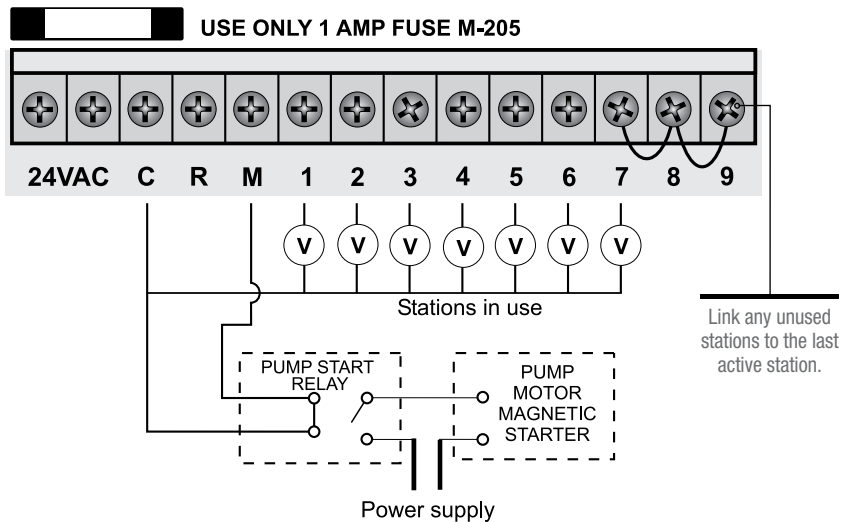 USE ONLY 1 AMP FUSE M-205
24VAC C R M 1 2 3 4 5 6 7 8 9
V V V V V V V
Stations in use
Link any unused
stations to the last
active station.
PUMP START
RELAY
PUMP
MOTOR
MAGNETIC
STARTER
Power supply